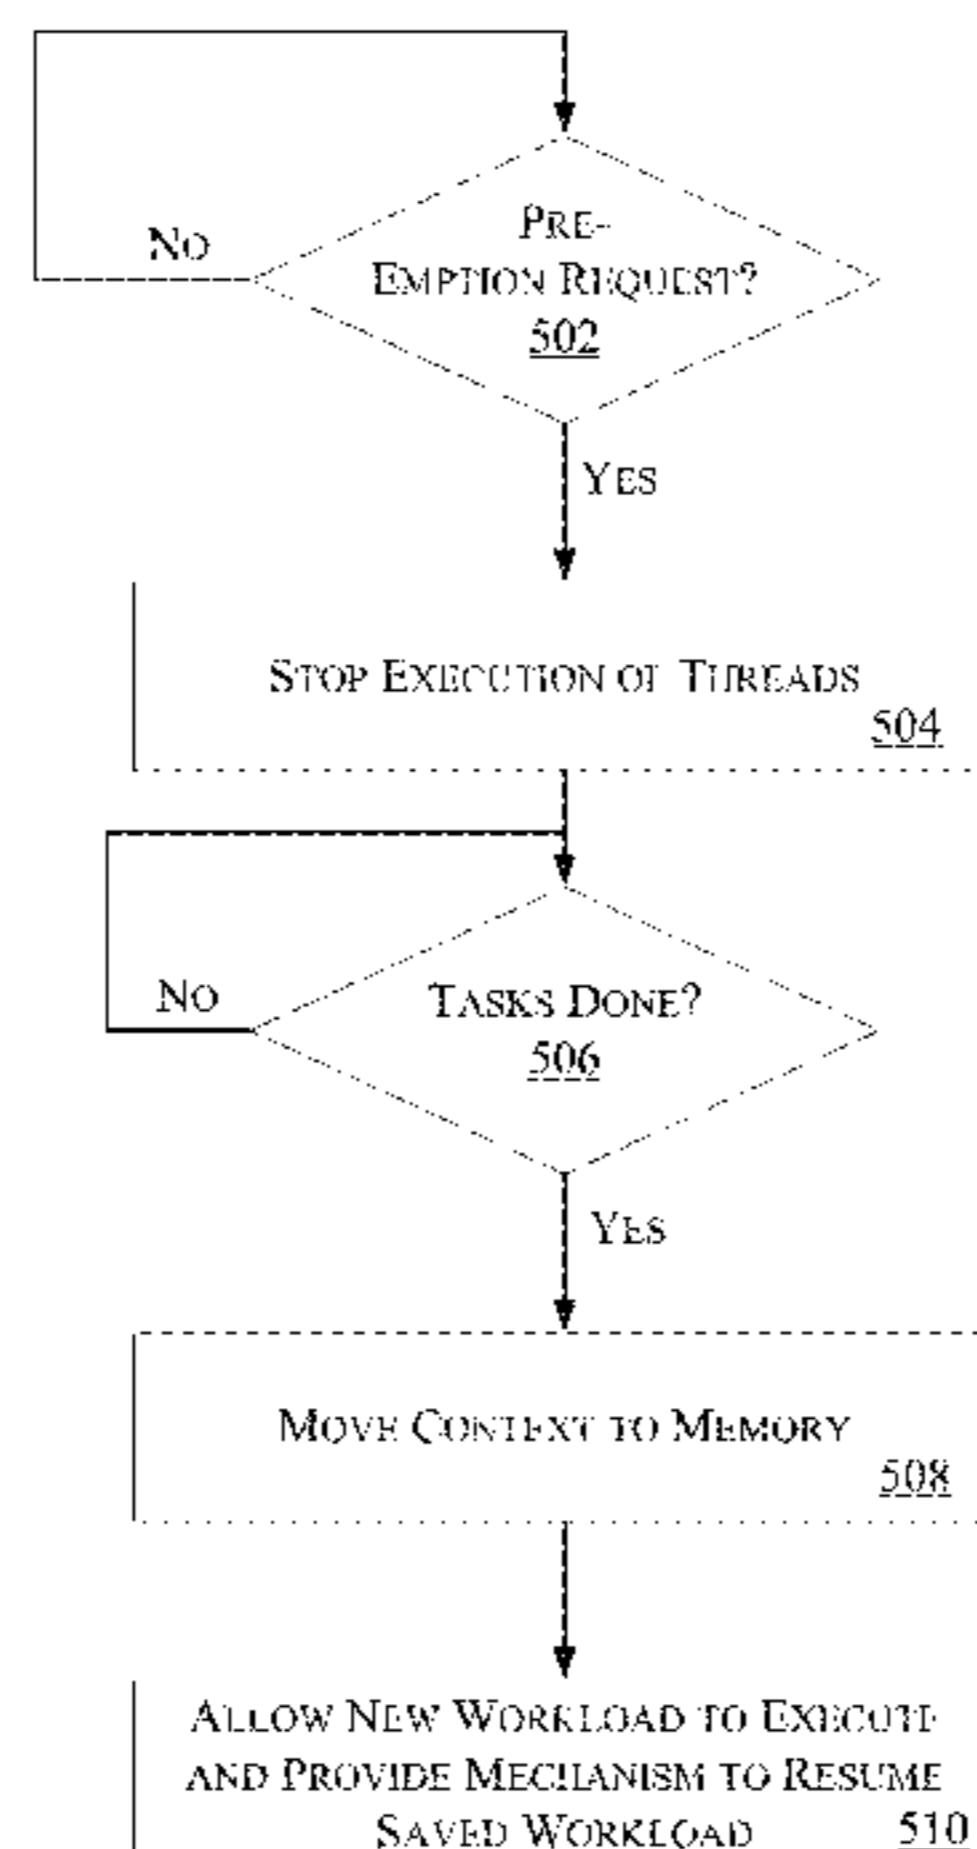 PRE-
EMPTION REQUEST?
502
NO
YES
STOP EXECUTION OF THREADS
504
TASKS DONE?
506
NO
YES
MOVE CONTEXT TO MEMORY
508
ALLOW NEW WORKLOAD TO EXECUTE
AND PROVIDE MECHANISM TO RESUME
SAVED WORKLOAD 510